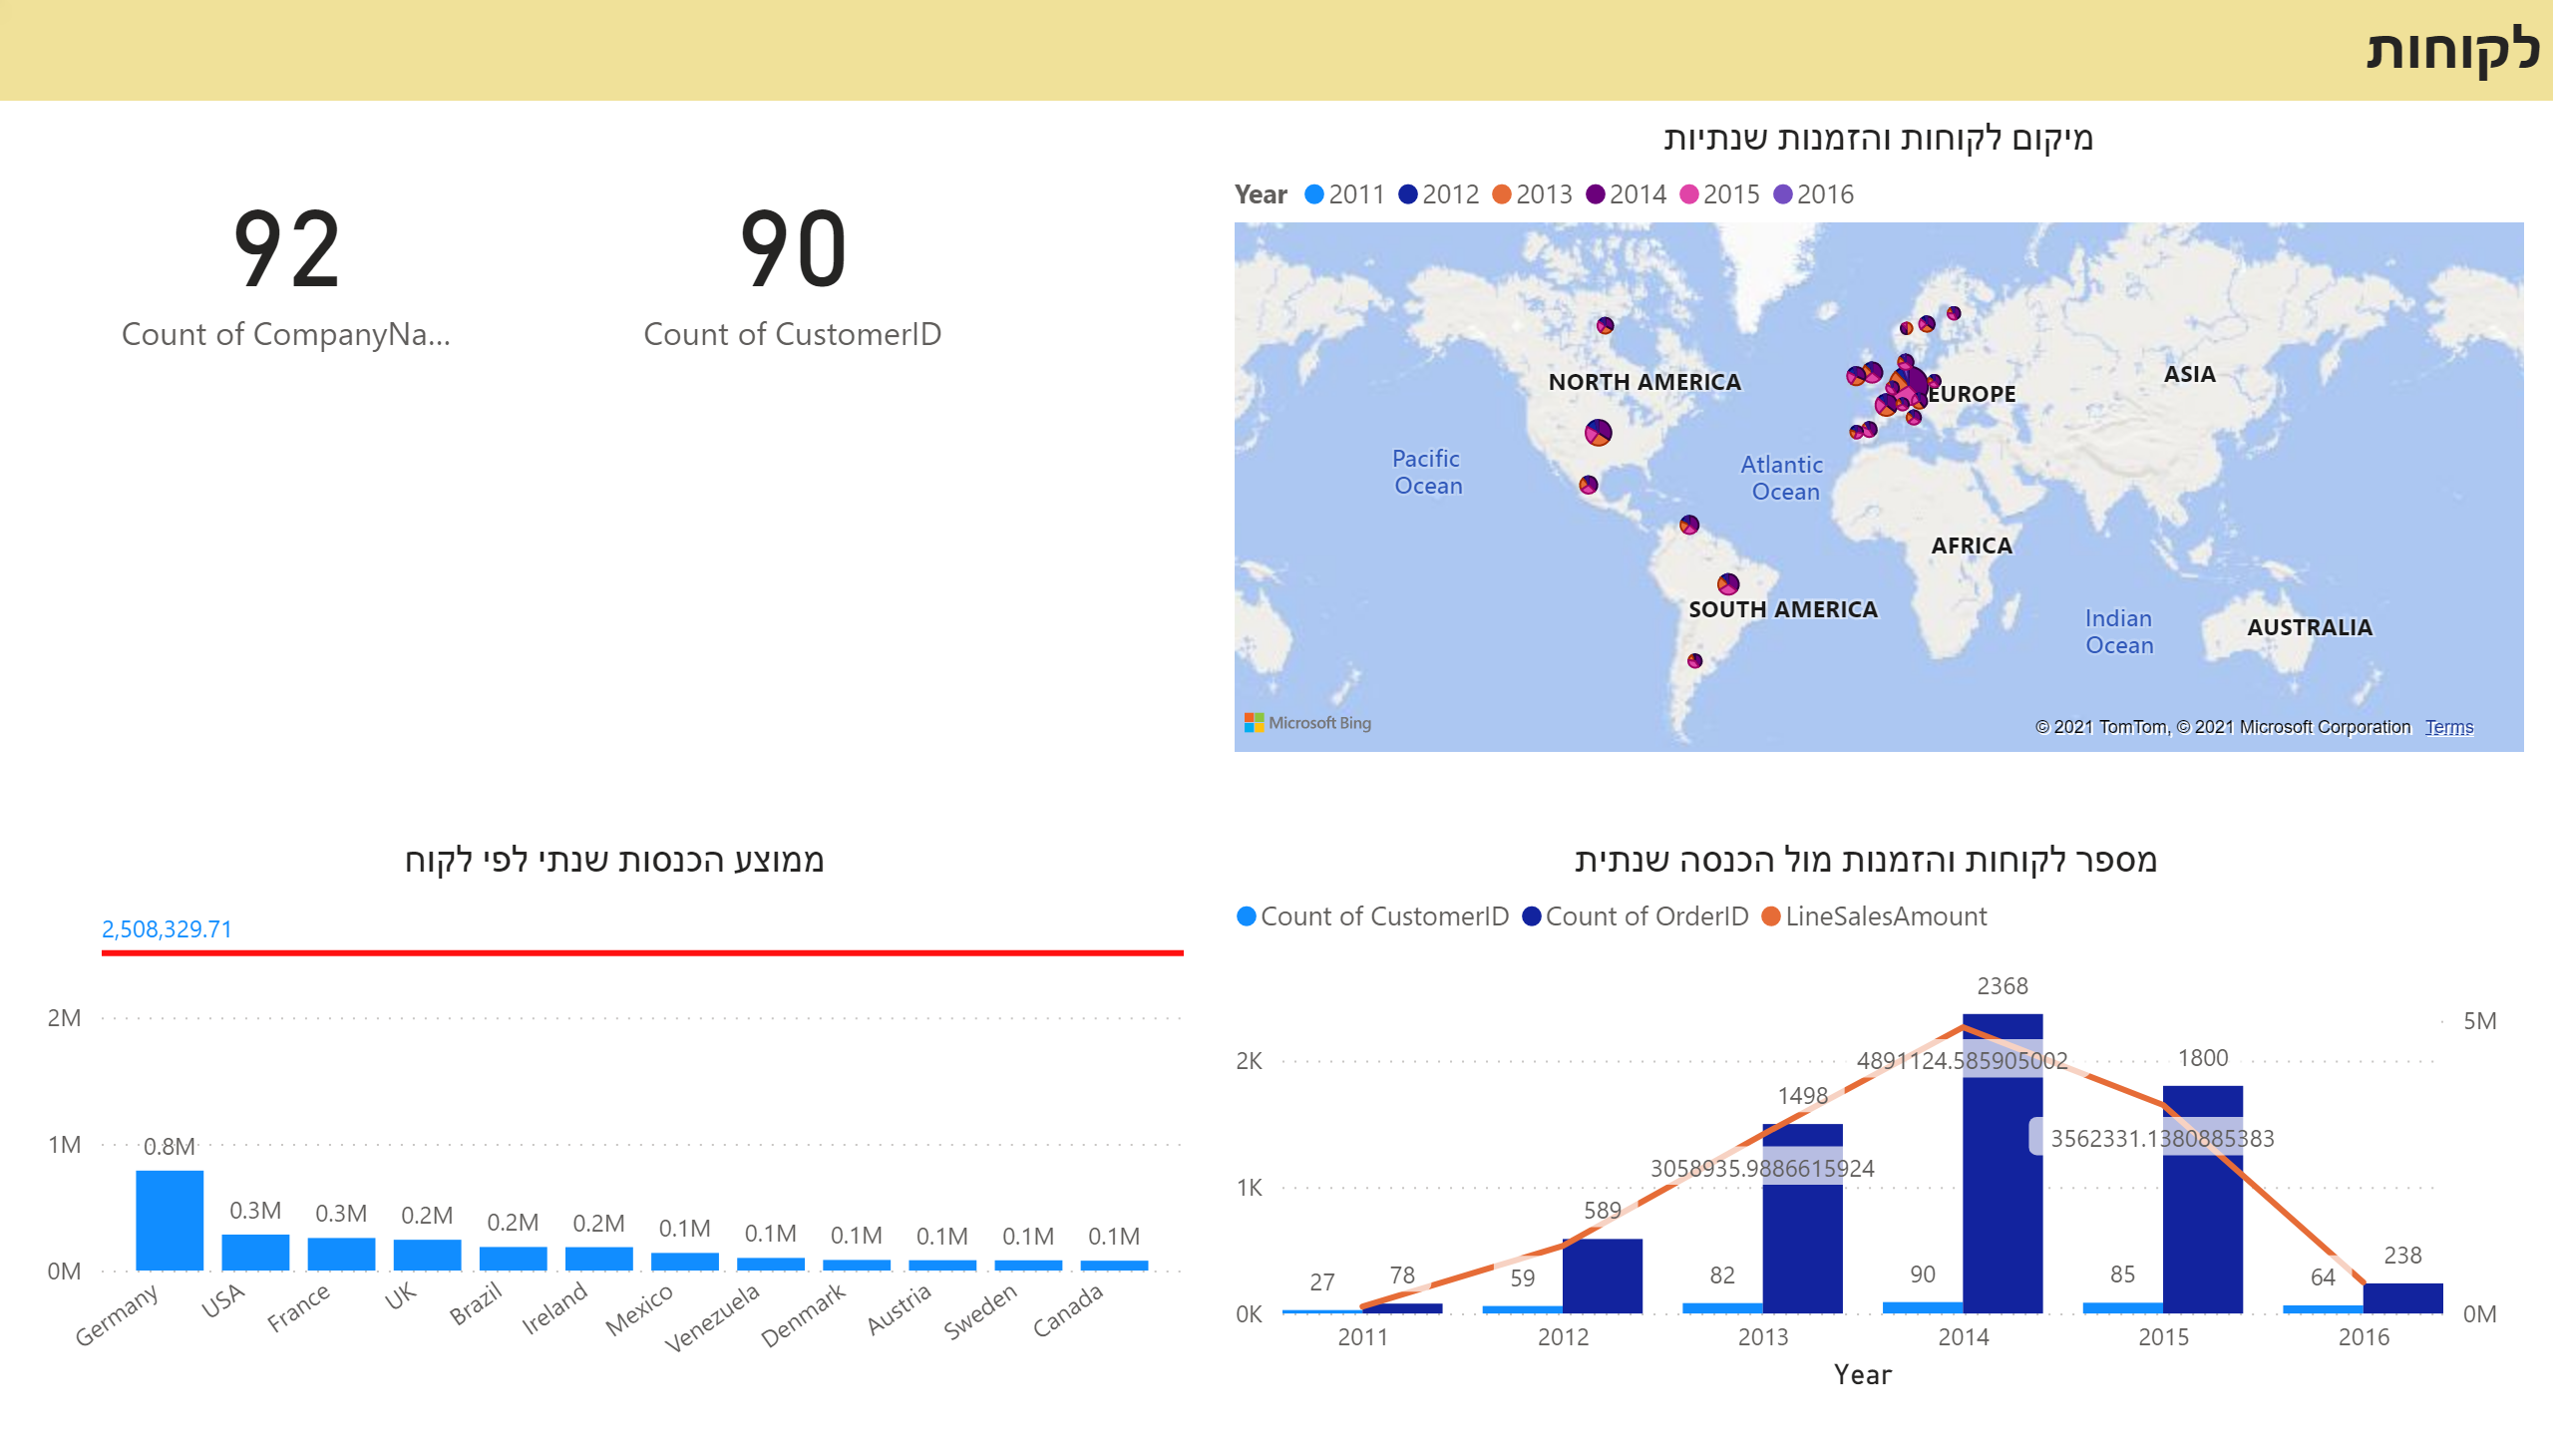 לקוחות
92
Count of CompanyNa...
90
Count of CustomerID
מיקום לקוחות והזמנות שנתיות
Year 2011 2012 2013 2014 2015 2016
NORTH AMERICA
EUROPE
ASIA
Pacific
Ocean
Atlantic
Ocean
AFRICA
SOUTH AMERICA
Indian
Ocean
AUSTRALIA
Microsoft Bing
© 2021 TomTom, © 2021 Microsoft Corporation Terms
ממוצע הכנסות שנתי לפי לקוח
2,508,329.71
2M
1M
0M
0.8M
0.3M
0.3M
0.2M
0.2M
0.2M
0.1M
0.1M
0.1M
0.1M
0.1M
0.1M
Germany
USA
France
UK
Brazil
Ireland
Mexico
Venezuela
Denmark
Austria
Sweden
Canada
מספר לקוחות והזמנות מול הכנסה שנתית
Count of CustomerID Count of OrderID LineSalesAmount
2K
1K
0K
5M
0M
27
78
59
589
82
1498
3058935.9886615924
90
2368
4891124.585905002
85
1800
3562331.1380885383
64
238
2011 2012 2013 2014 2015 2016
Year